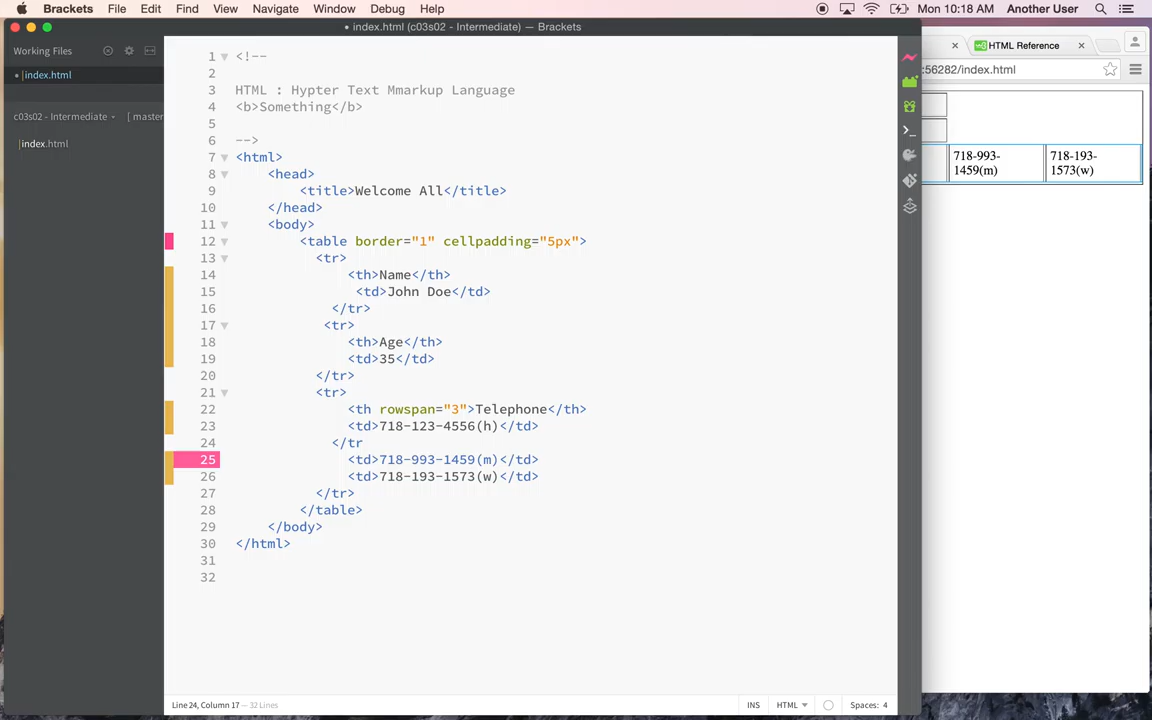 Brackets File Edit Find View Navigate Window Debug Help Mon 10:18 AM Another User
• index.html (c03s02 - Intermediate) — Brackets
Working Files
• index.html
c03s02 - Intermediate [ master
index.html
1 <!--
2
3 HTML : Hypter Text Mmarkup Language
4 <b>Something</b>
5
6 -->
7 <html>
8 <head>
9 <title>Welcome All</title>
10 </head>
11 <body>
12 <table border="1" cellpadding="5px">
13 <tr>
14 <th>Name</th>
15 <td>John Doe</td>
16 </tr>
17 <tr>
18 <th>Age</th>
19 <td>35</td>
20 </tr>
21 <tr>
22 <th rowspan="3">Telephone</th>
23 <td>718-123-4556(h)</td>
24 </tr
25 <td>718-993-1459(m)</td>
26 <td>718-193-1573(w)</td>
27 </tr>
28 </table>
29 </body>
30 </html>
31
32
Line 24, Column 17 — 32 Lines
INS HTML Spaces: 4
HTML Reference
:56282/index.html
718-993-
1459(m)
718-193-
1573(w)